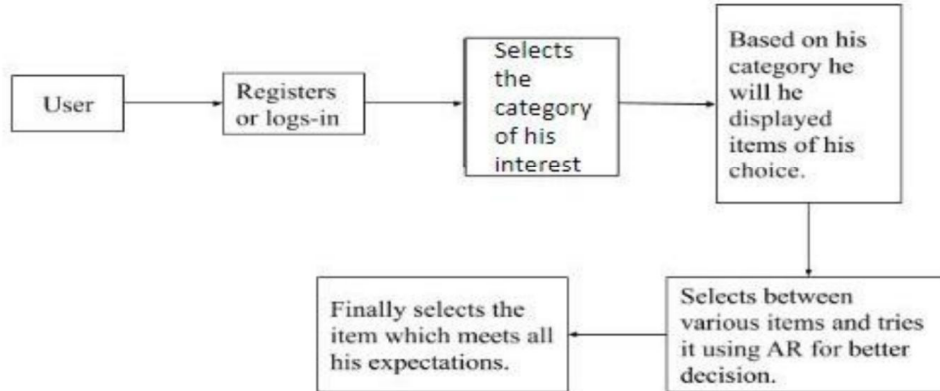 User
Registers
or logs-in
Selects
the
category
of his
interest
Based on his
category he
will he
displayed
items of his
choice.
Selects between
various items and tries
it using AR for better
decision.
Finally selects the
item which meets all
his expectations.